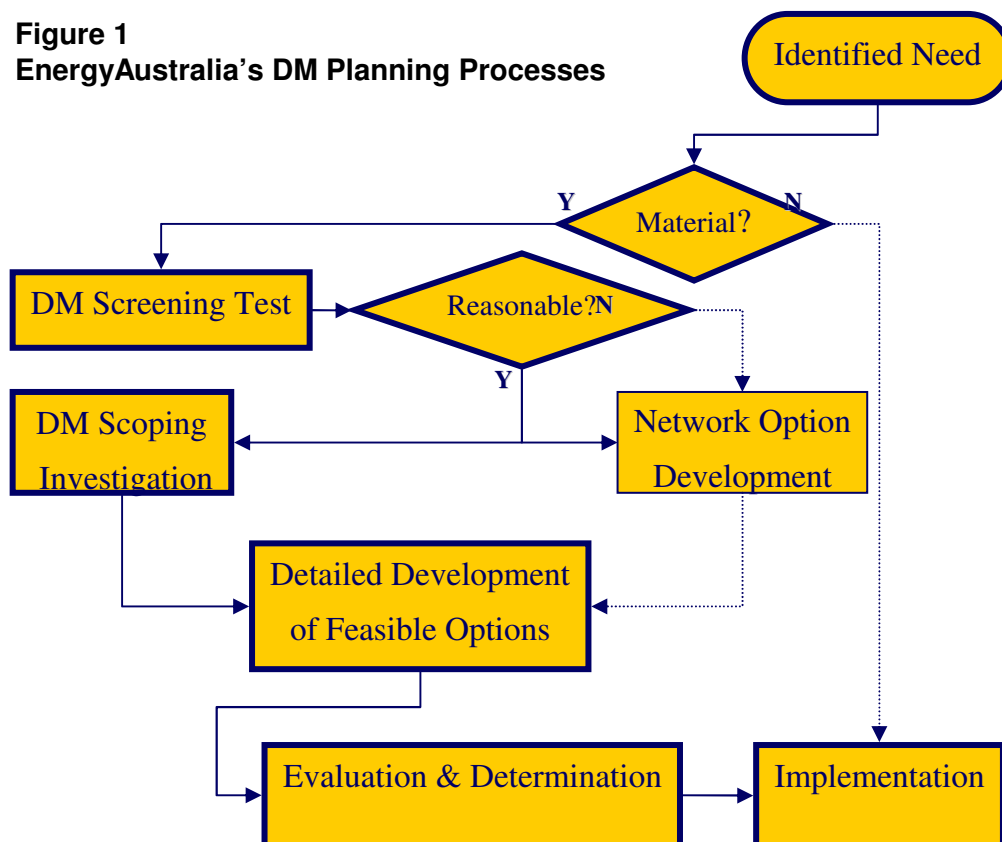 Figure 1
EnergyAustralia's DM Planning Processes
Identified Need
Y
N
Material?
DM Screening Test
Reasonable?
N
Y
DM Scoping
Investigation
Network Option
Development
Detailed Development
of Feasible Options
Evaluation & Determination
Implementation